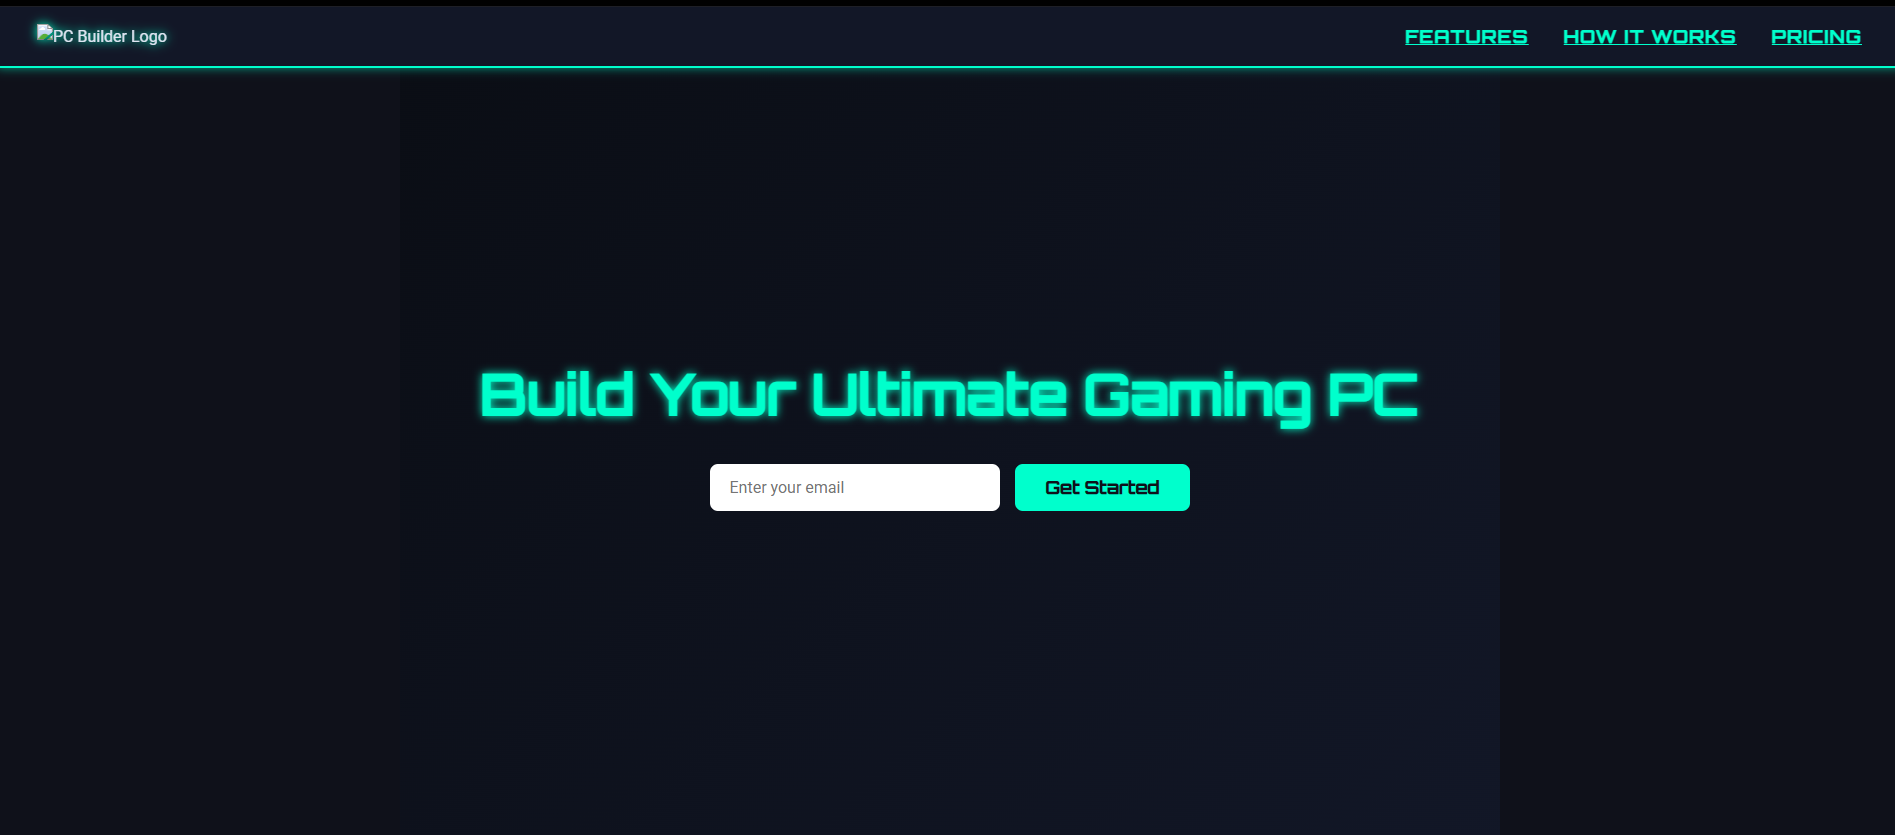 PC Builder Logo
FEATURES HOW IT WORKS PRICING
Build Your Ultimate Gaming PC
Enter your email
Get Started